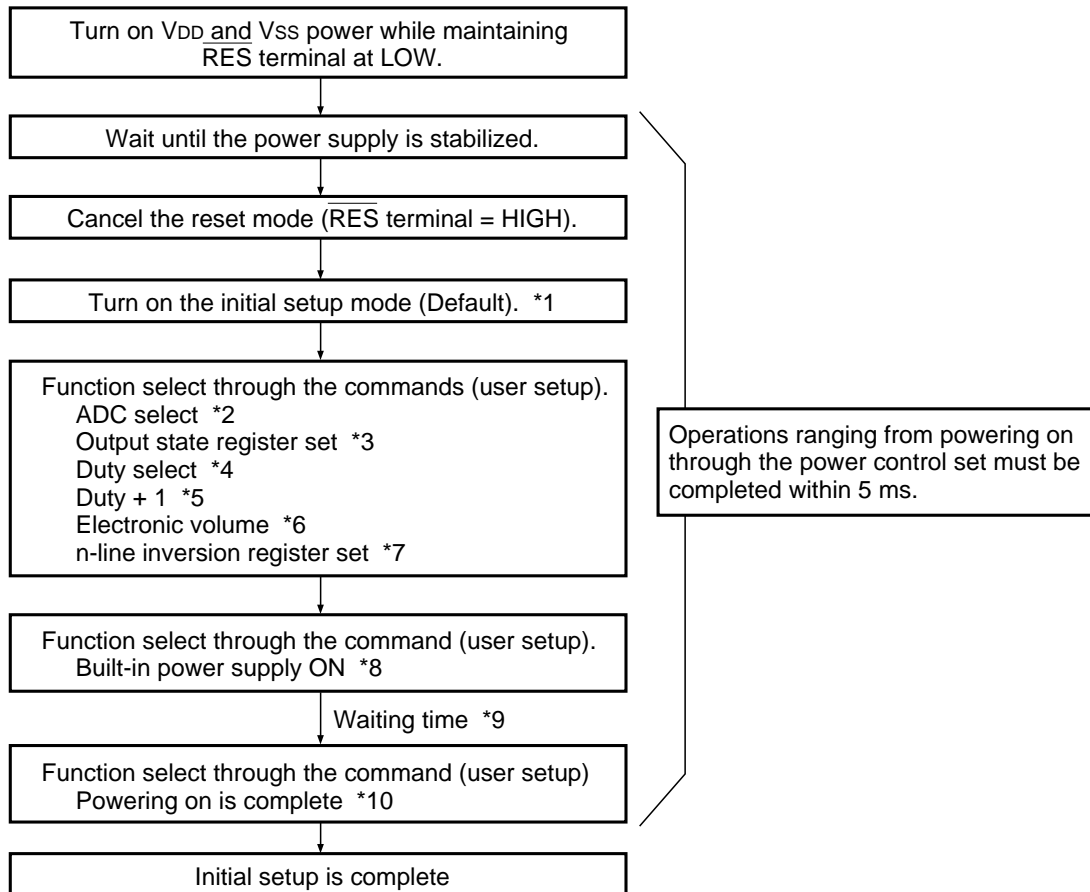 Turn on VDD and VSS power while maintaining
RES terminal at LOW.
Wait until the power supply is stabilized.
Cancel the reset mode (RES terminal = HIGH).
Turn on the initial setup mode (Default). *1
Function select through the commands (user setup).
ADC select *2
Output state register set *3
Duty select *4
Duty + 1 *5
Electronic volume *6
n-line inversion register set *7
Operations ranging from powering on
through the power control set must be
completed within 5 ms.
Function select through the command (user setup).
Built-in power supply ON *8
Waiting time *9
Function select through the command (user setup)
Powering on is complete *10
Initial setup is complete